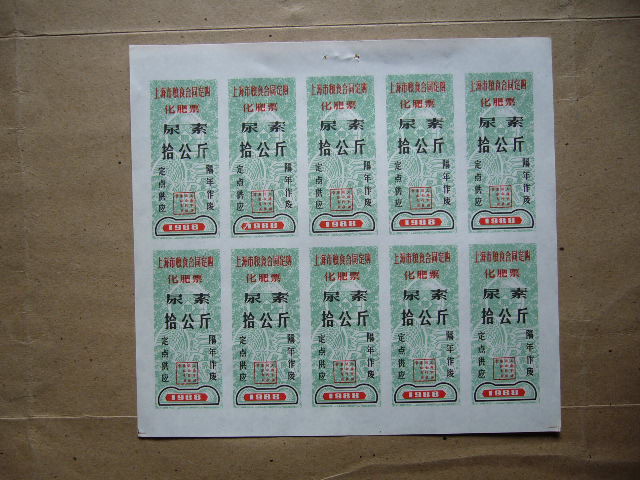 上海市粮食合同定购
化肥票
尿素
拾公斤
定点供应
隔年作废
1988
上海市粮食合同定购
化肥票
尿素
拾公斤
定点供应
隔年作废
1988
上海市粮食合同定购
化肥票
尿素
拾公斤
定点供应
隔年作废
1988
上海市粮食合同定购
化肥票
尿素
拾公斤
定点供应
隔年作废
1988
上海市粮食合同定购
化肥票
尿素
拾公斤
定点供应
隔年作废
1988
上海市粮食合同定购
化肥票
尿素
拾公斤
定点供应
隔年作废
1988
上海市粮食合同定购
化肥票
尿素
拾公斤
定点供应
隔年作废
1988
上海市粮食合同定购
化肥票
尿素
拾公斤
定点供应
隔年作废
1988
上海市粮食合同定购
化肥票
尿素
拾公斤
定点供应
隔年作废
1988
上海市粮食合同定购
化肥票
尿素
拾公斤
定点供应
隔年作废
1988